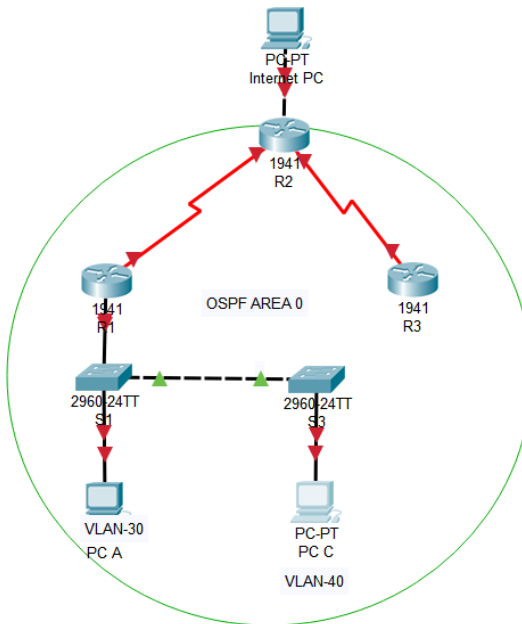 PC-PT
Internet PC
1941
R2
1941
R1
OSPF AREA 0
1941
R3
2960-24TT
S1
2960-24TT
S3
VLAN-30
PC A
PC-PT
PC C
VLAN-40